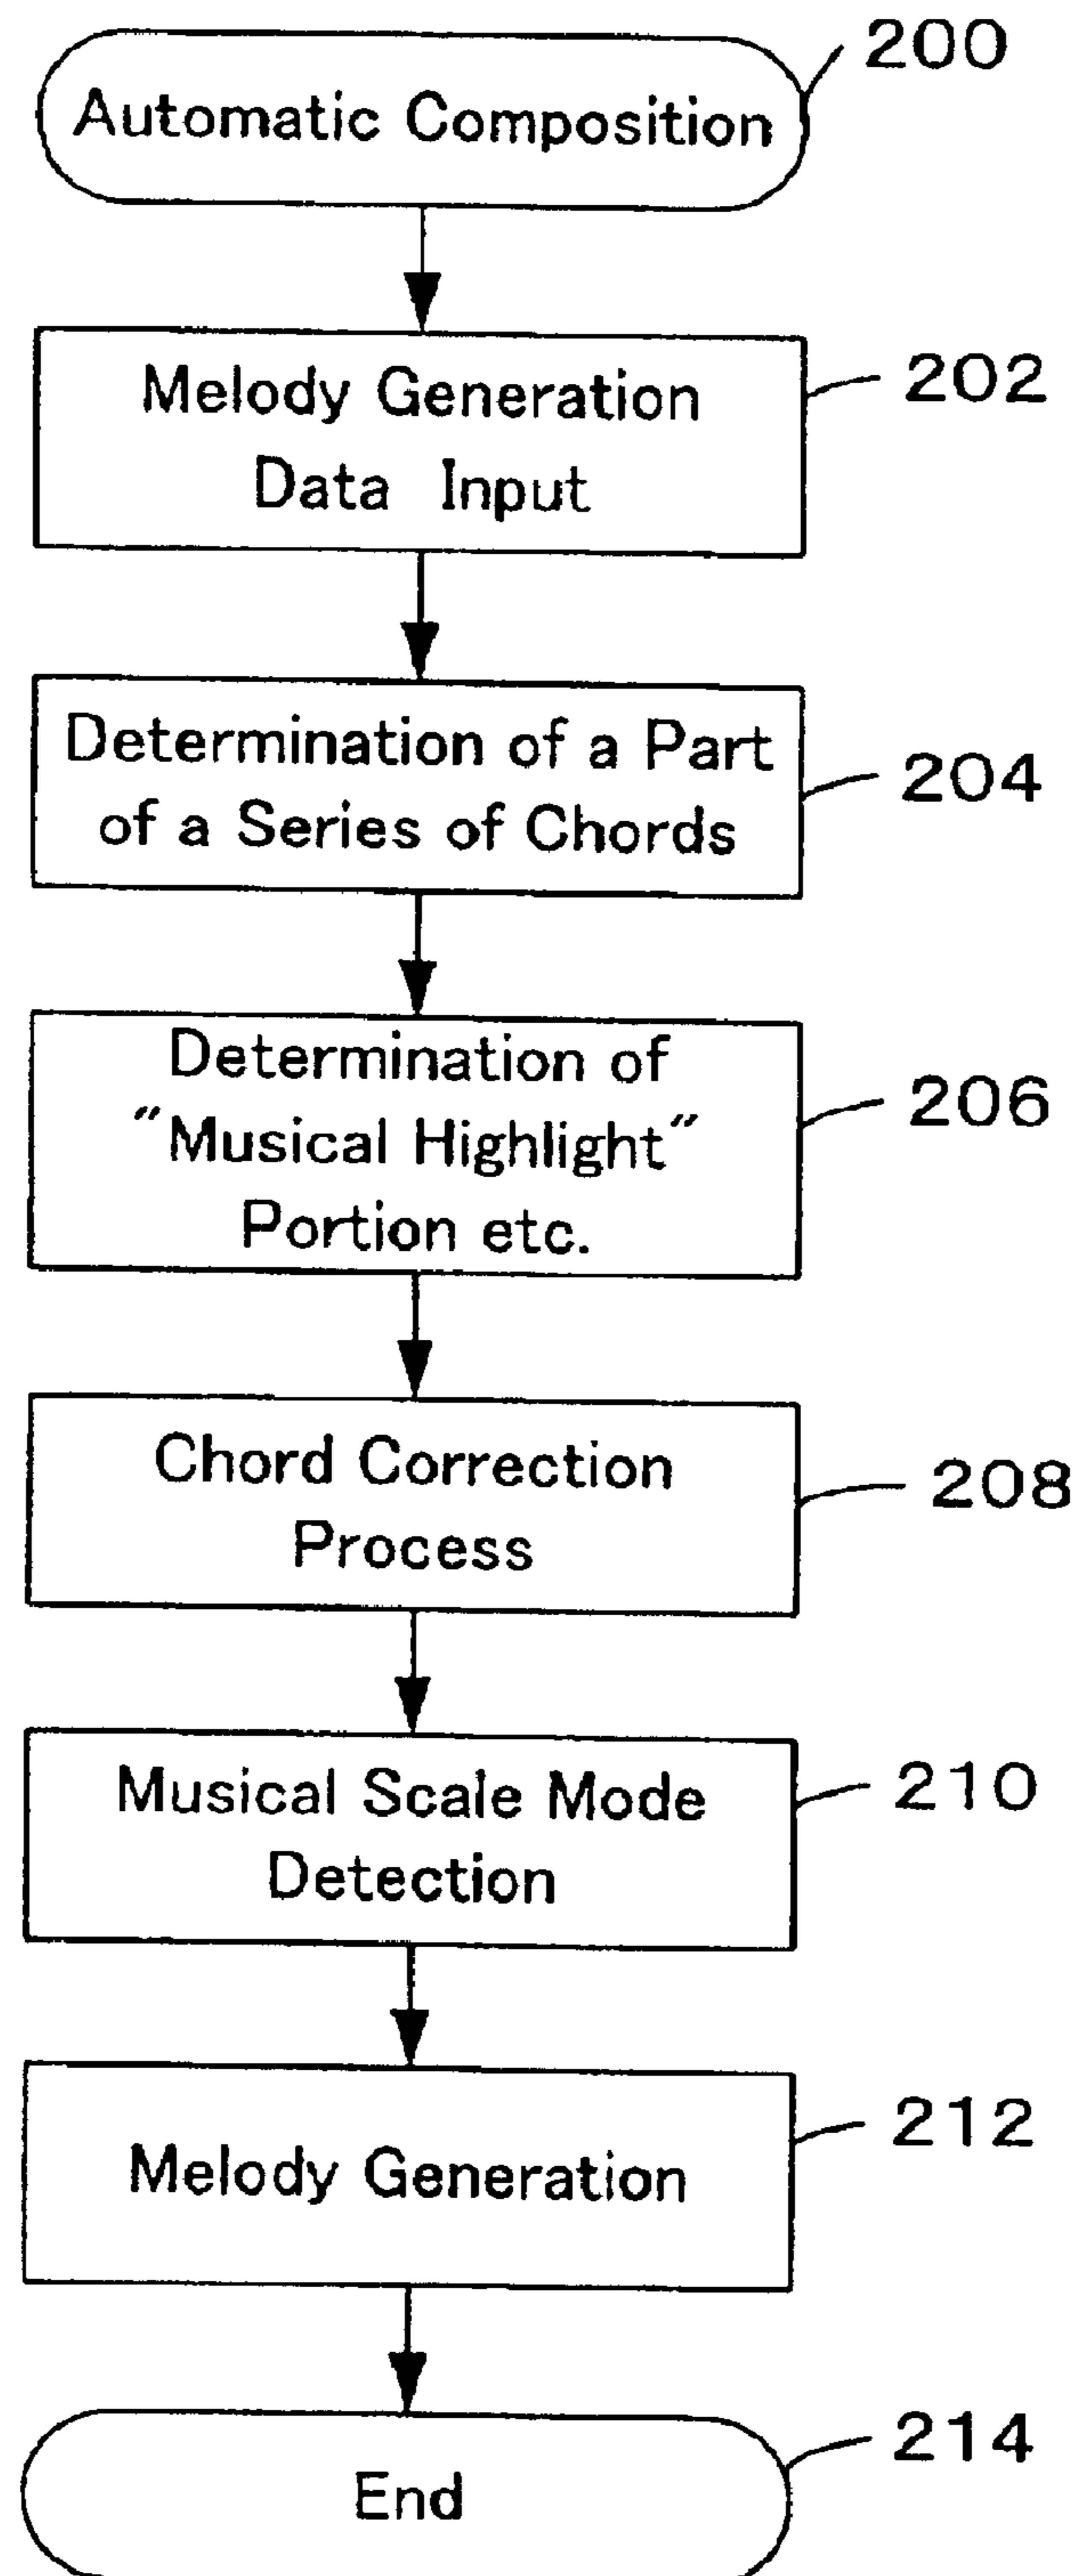 200
Automatic Composition
202
Melody Generation
Data Input
204
Determination of a Part
of a Series of Chords
206
Determination of
"Musical Highlight"
Portion etc.
208
Chord Correction
Process
210
Musical Scale Mode
Detection
212
Melody Generation
214
End